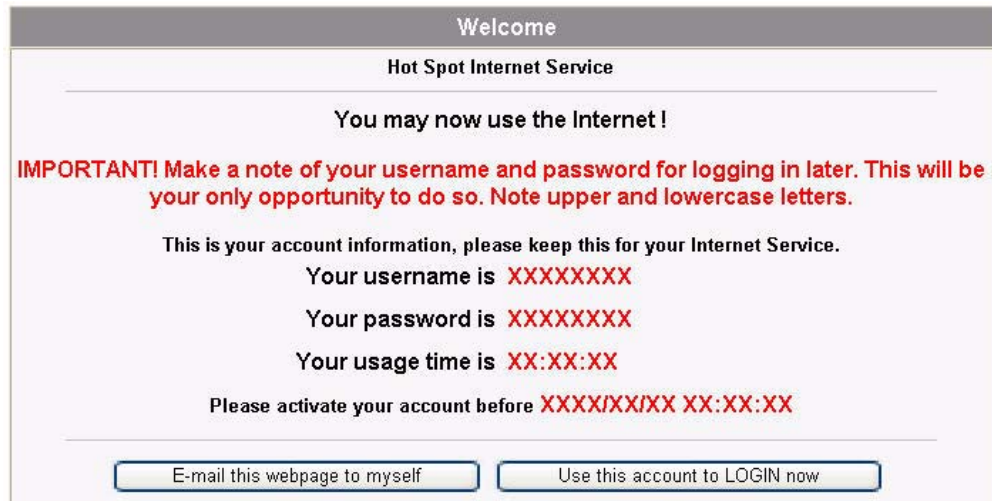 Welcome
Hot Spot Internet Service
You may now use the Internet !
IMPORTANT! Make a note of your username and password for logging in later. This will be
your only opportunity to do so. Note upper and lowercase letters.
This is your account information, please keep this for your Internet Service.
Your username is XXXXXXXX
Your password is XXXXXXXX
Your usage time is XX:XX:XX
Please activate your account before XXXX/XX/XX XX:XX:XX
E-mail this webpage to myself
Use this account to LOGIN now